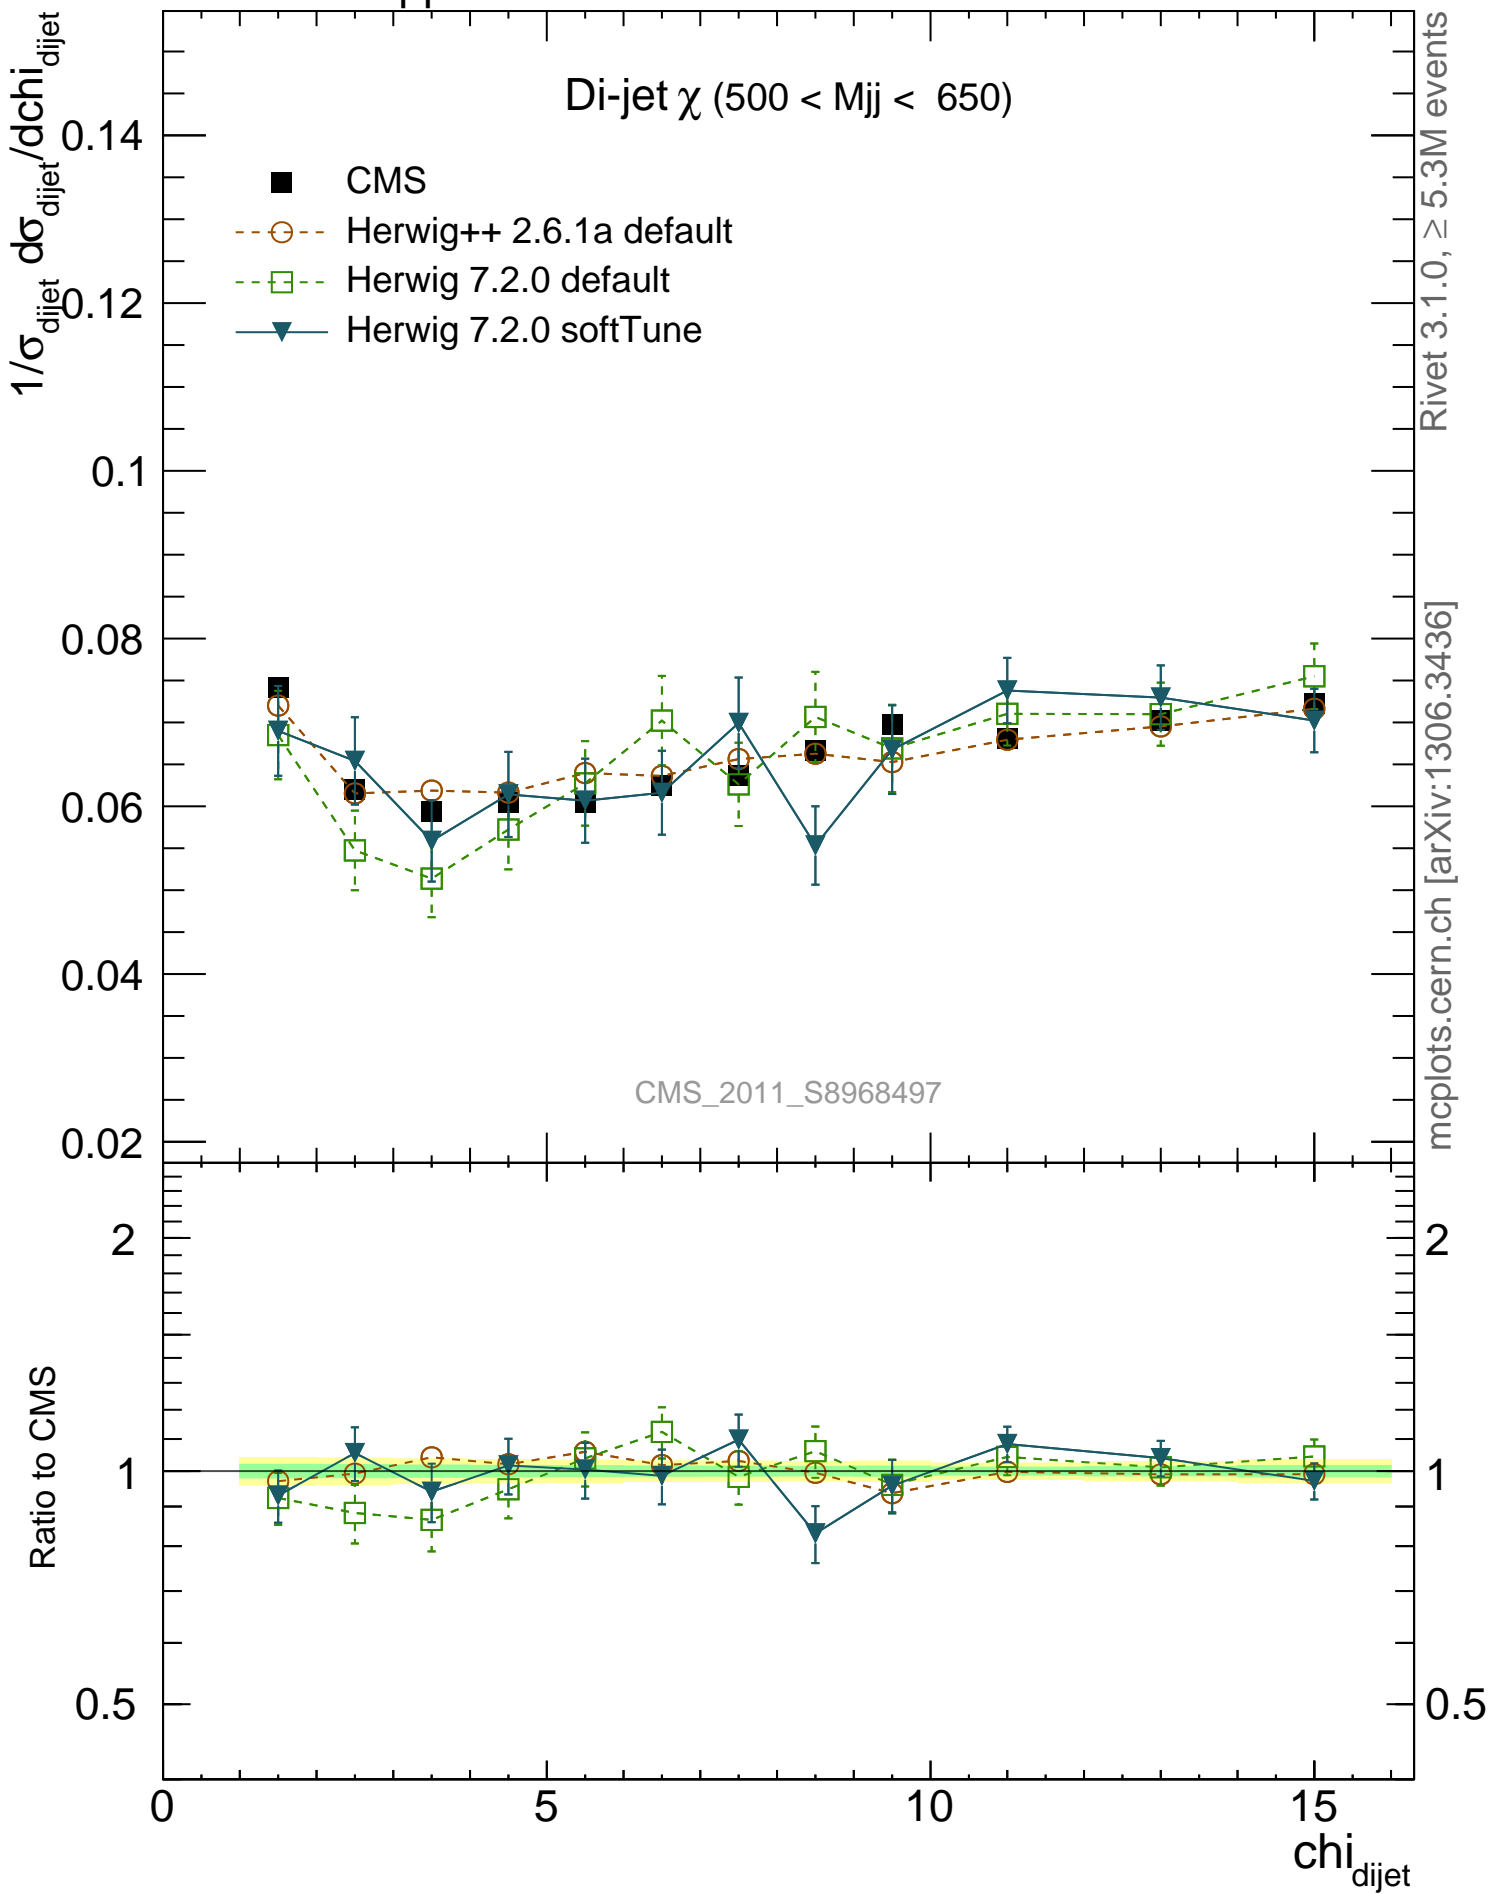 1/σdijet dσdijet/dchidijet
Di-jet χ (500 < Mjj < 650)
CMS
Herwig++ 2.6.1a default
Herwig 7.2.0 default
Herwig 7.2.0 softTune
0.14
0.12
0.1
0.08
0.06
0.04
0.02
CMS_2011_S8968497
Rivet 3.1.0, ≥ 5.3M events
mcplots.cern.ch [arXiv:1306.3436]
Ratio to CMS
2
2
1
1
0.5
0.5
0
5
10
15
chidijet